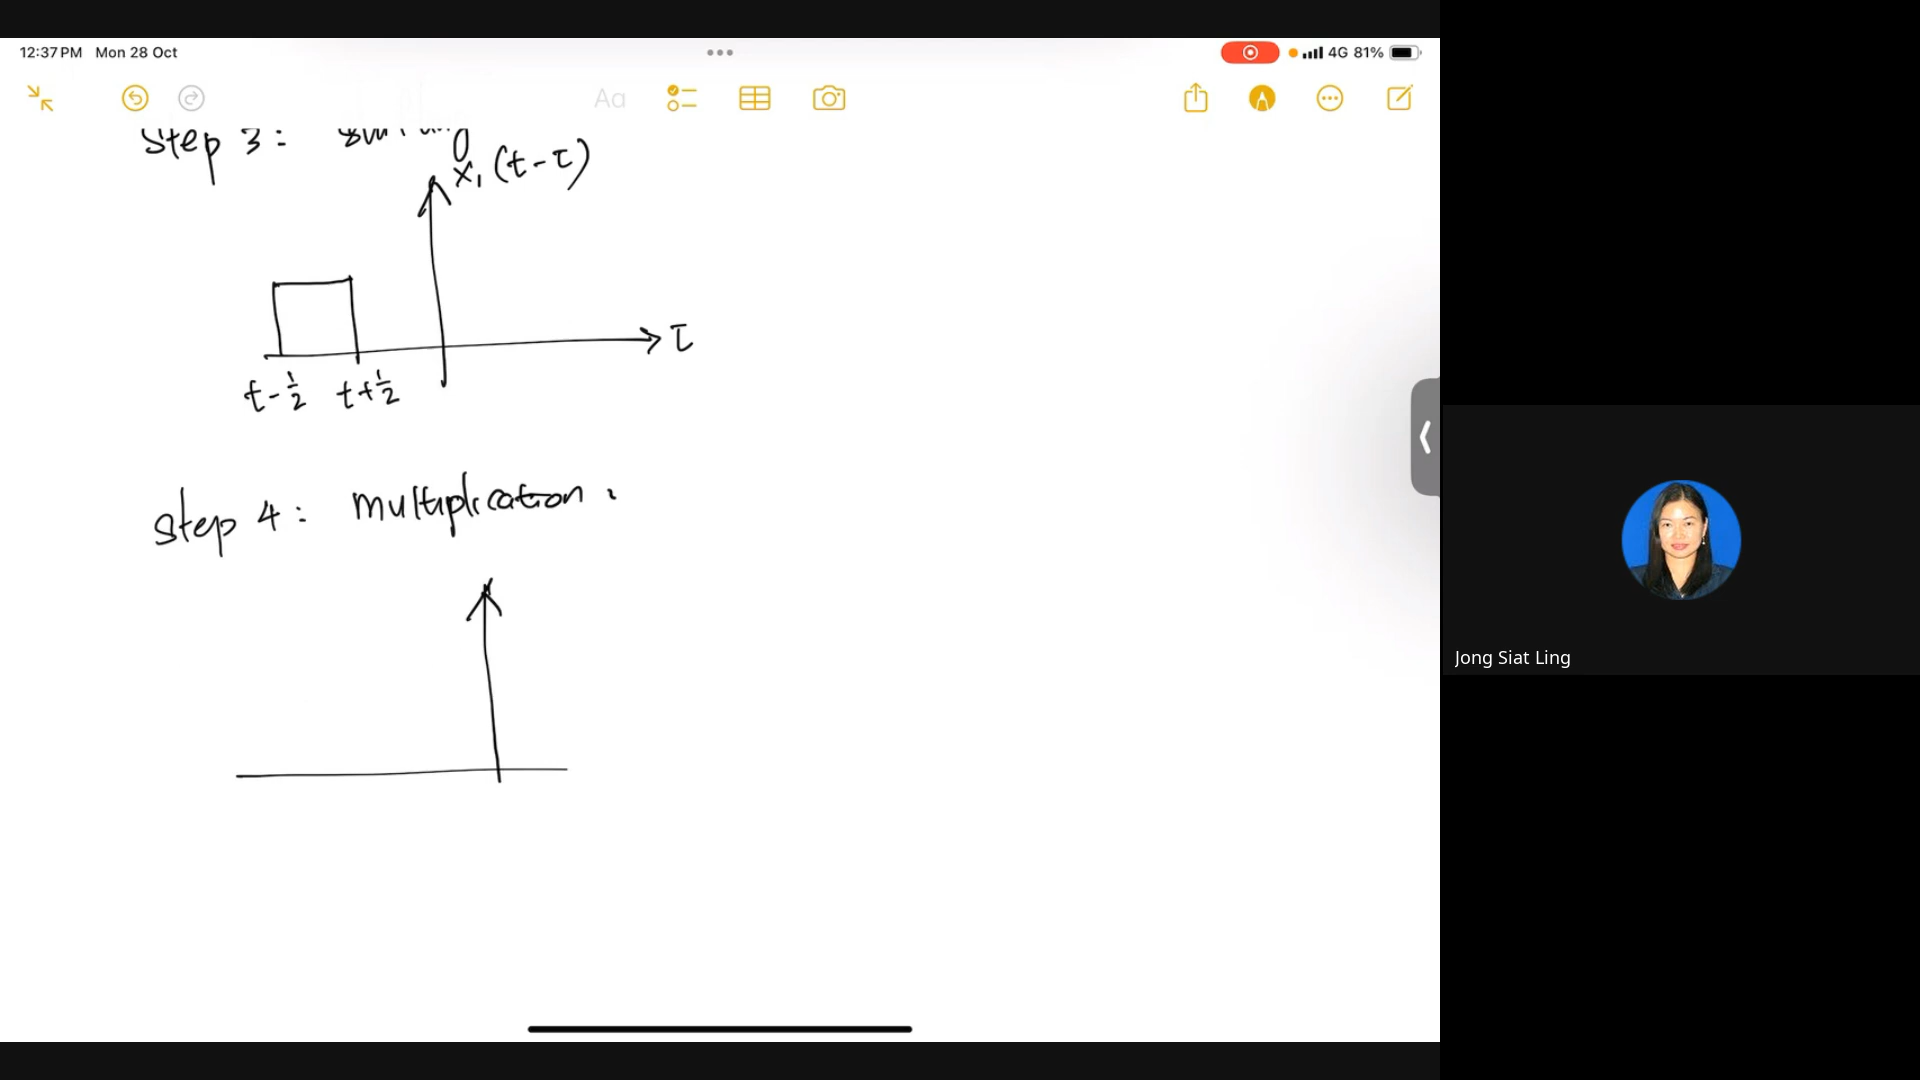 12:37 PM Mon 28 Oct
4G 81%
Aa
Step 3:
x₁(t-τ)
τ
t-½ t+½
Step 4: multiplication:
Jong Siat Ling